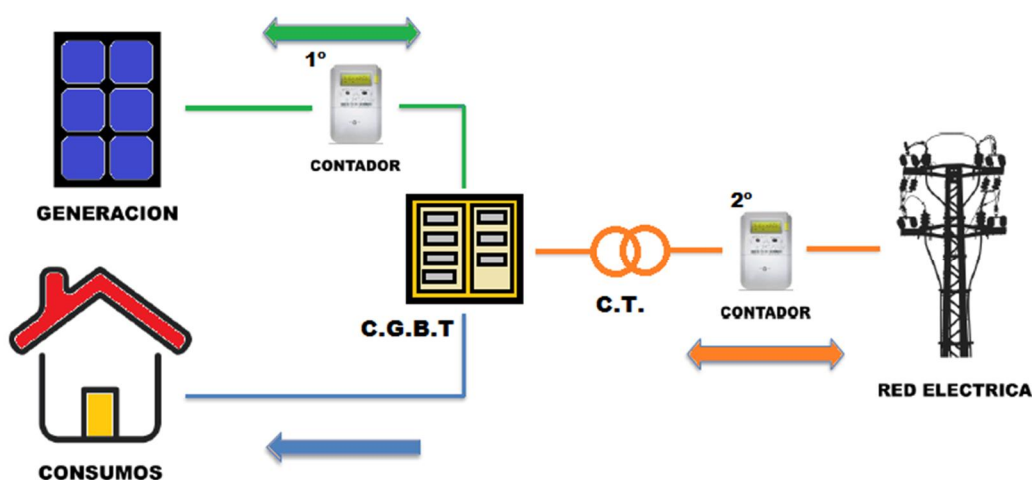 1º
CONTADOR
GENERACION
2º
CONTADOR
C.G.B.T
C.T.
RED ELECTRICA
CONSUMOS